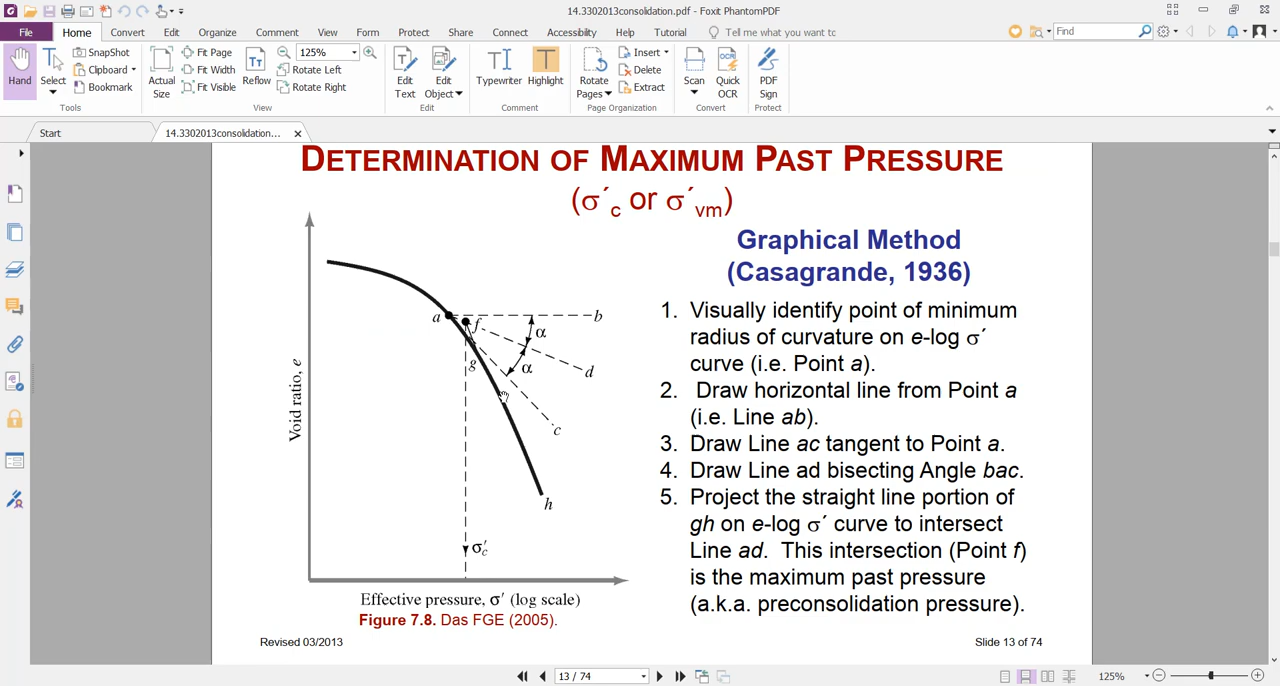 14.3302013consolidation.pdf - Foxit PhantomPDF
File Home Convert Edit Organize Comment View Form Protect Share Connect Accessibility Help Tutorial Tell me what you want tc Find
Hand
Select
SnapShot
Clipboard
Bookmark
Tools
Actual
Size
Fit Page
Fit Width
Fit Visible
Reflow
125%
Rotate Left
Rotate Right
View
Edit
Text
Edit
Object
Edit
Typewriter
Highlight
Comment
Rotate
Pages
Insert
Delete
Extract
Page Organization
Scan
Quick
OCR
Convert
PDF
Sign
Protect
Start 14.3302013consolidation...
DETERMINATION OF MAXIMUM PAST PRESSURE
(σ´c or σ´vm)
Graphical Method
(Casagrande, 1936)
1. Visually identify point of minimum
radius of curvature on e-log σ´
curve (i.e. Point a).
2. Draw horizontal line from Point a
(i.e. Line ab).
3. Draw Line ac tangent to Point a.
4. Draw Line ad bisecting Angle bac.
5. Project the straight line portion of
gh on e-log σ´ curve to intersect
Line ad. This intersection (Point f)
is the maximum past pressure
(a.k.a. preconsolidation pressure).
Void ratio, e
a
f
b
α
g
α
d
c
h
σ′c
Effective pressure, σ′ (log scale)
Figure 7.8. Das FGE (2005).
Revised 03/2013
Slide 13 of 74
13 / 74
125%